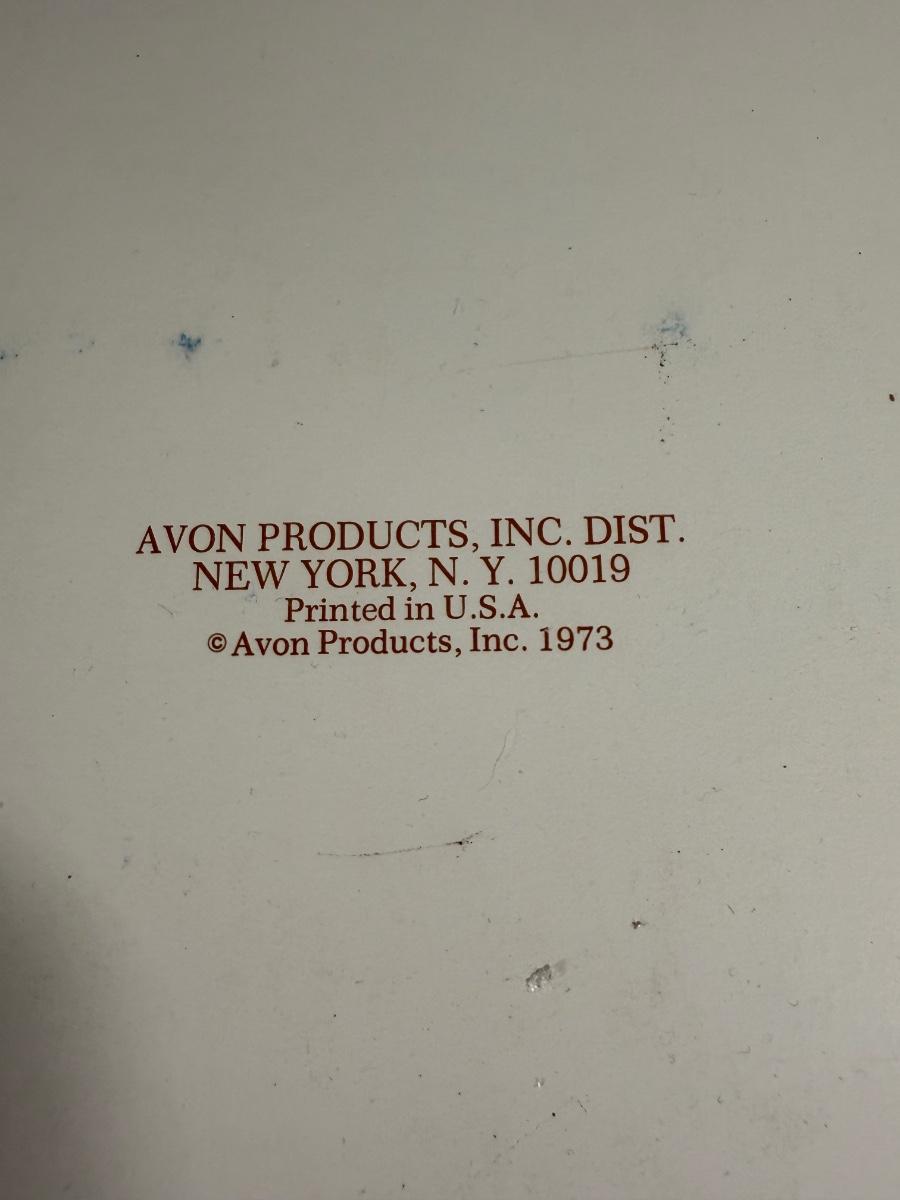 AVON PRODUCTS, INC. DIST.
NEW YORK, N. Y. 10019
Printed in U.S.A.
© Avon Products, Inc. 1973